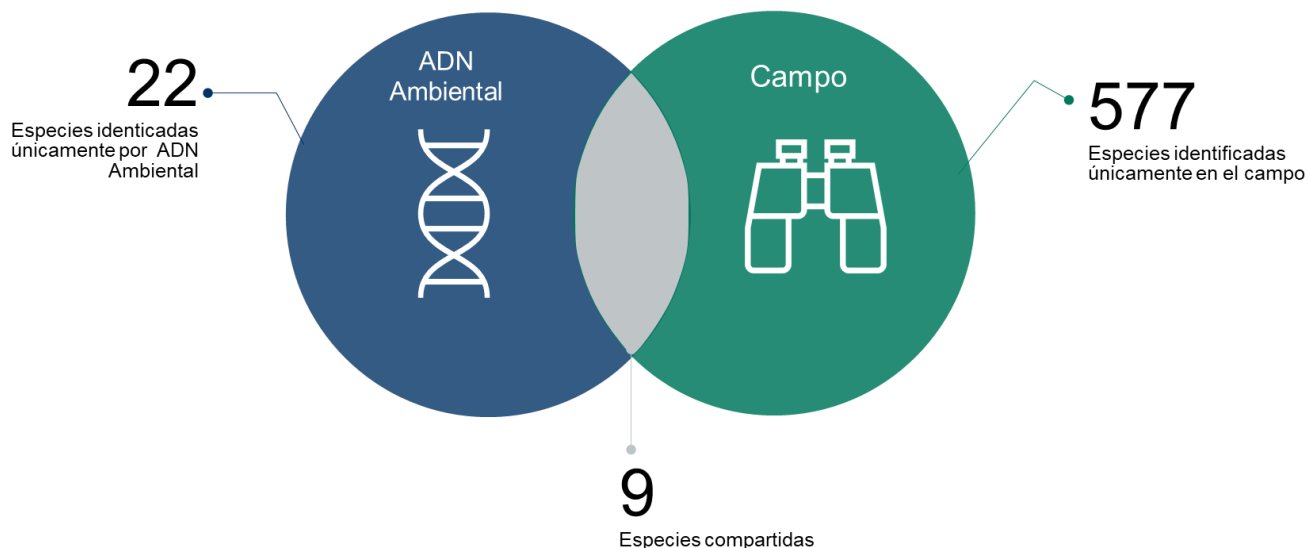 ADN
Ambiental
Campo
22
Especies identicadas
únicamente por ADN
Ambiental
577
Especies identificadas
únicamente en el campo
9
Especies compartidas